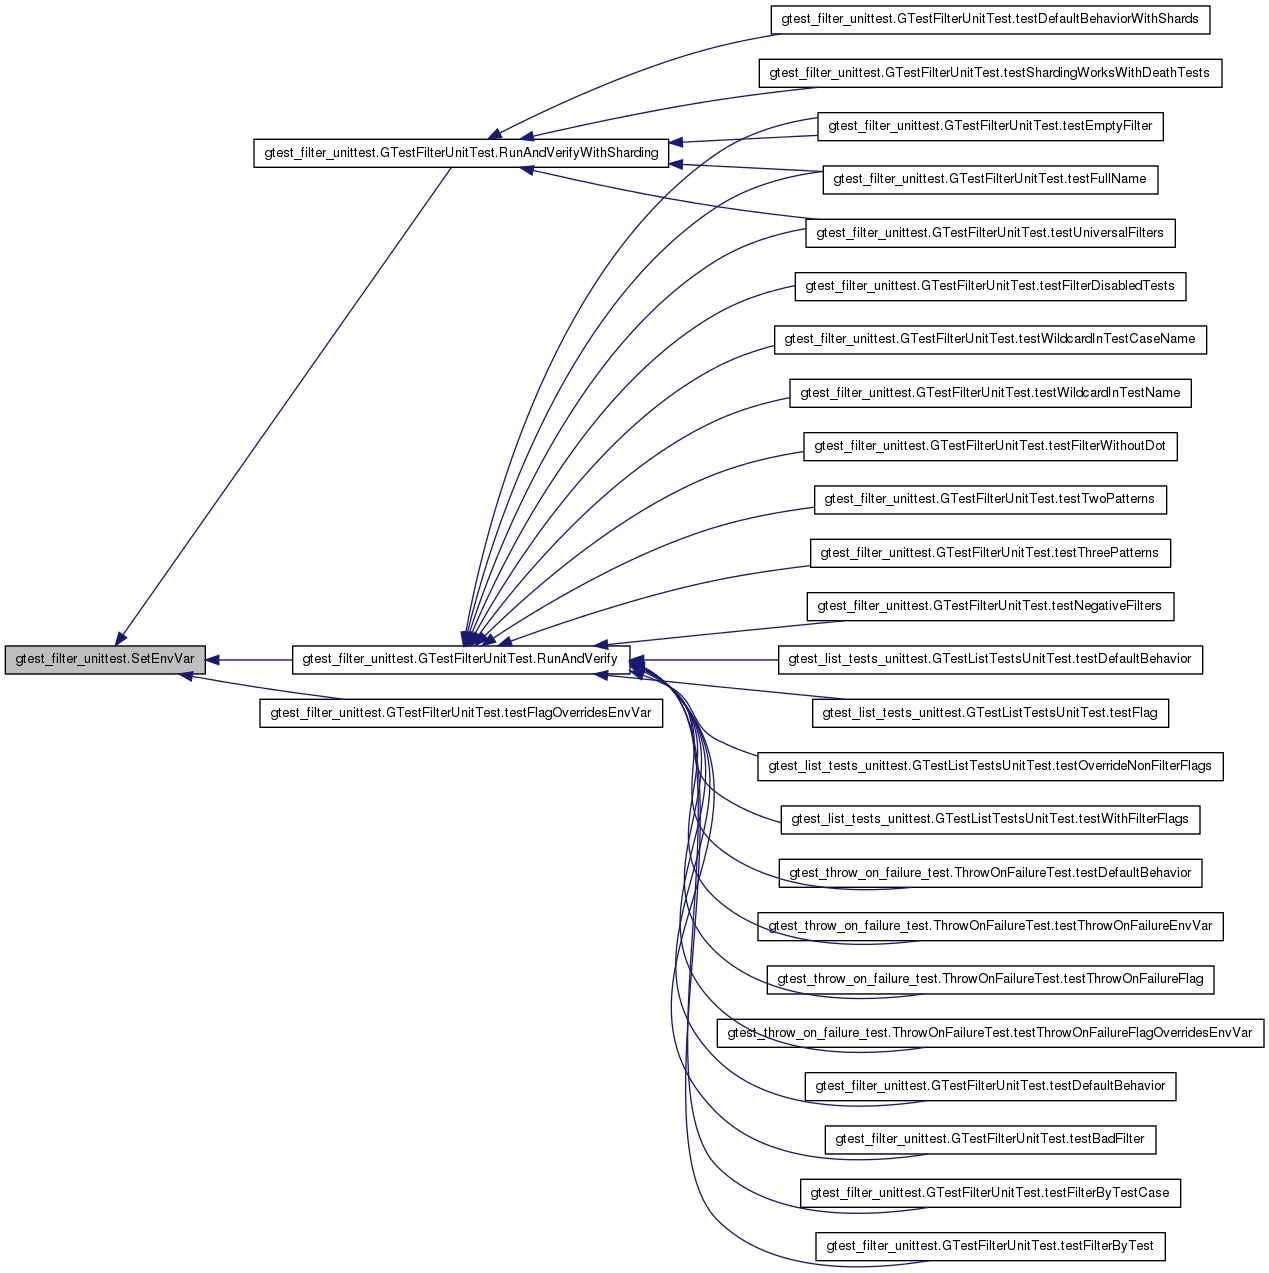 gtest_filter_unittest.GTestFilterUnitTest.testDefaultBehaviorWithShards
gtest_filter_unittest.GTestFilterUnitTest.testShardingWorksWithDeathTests
gtest_filter_unittest.GTestFilterUnitTest.testEmptyFilter
gtest_filter_unittest.GTestFilterUnitTest.RunAndVerifyWithSharding
gtest_filter_unittest.GTestFilterUnitTest.testFullName
gtest_filter_unittest.GTestFilterUnitTest.testUniversalFilters
gtest_filter_unittest.GTestFilterUnitTest.testFilterDisabledTests
gtest_filter_unittest.GTestFilterUnitTest.testWildcardInTestCaseName
gtest_filter_unittest.GTestFilterUnitTest.testWildcardInTestName
gtest_filter_unittest.GTestFilterUnitTest.testFilterWithoutDot
gtest_filter_unittest.GTestFilterUnitTest.testTwoPatterns
gtest_filter_unittest.GTestFilterUnitTest.testThreePatterns
gtest_filter_unittest.GTestFilterUnitTest.testNegativeFilters
gtest_filter_unittest.SetEnvVar
gtest_filter_unittest.GTestFilterUnitTest.RunAndVerify
gtest_list_tests_unittest.GTestListTestsUnitTest.testDefaultBehavior
gtest_filter_unittest.GTestFilterUnitTest.testFlagOverridesEnvVar
gtest_list_tests_unittest.GTestListTestsUnitTest.testFlag
gtest_list_tests_unittest.GTestListTestsUnitTest.testOverrideNonFilterFlags
gtest_list_tests_unittest.GTestListTestsUnitTest.testWithFilterFlags
gtest_throw_on_failure_test.ThrowOnFailureTest.testDefaultBehavior
gtest_throw_on_failure_test.ThrowOnFailureTest.testThrowOnFailureEnvVar
gtest_throw_on_failure_test.ThrowOnFailureTest.testThrowOnFailureFlag
gtest_throw_on_failure_test.ThrowOnFailureTest.testThrowOnFailureFlagOverridesEnvVar
gtest_filter_unittest.GTestFilterUnitTest.testDefaultBehavior
gtest_filter_unittest.GTestFilterUnitTest.testBadFilter
gtest_filter_unittest.GTestFilterUnitTest.testFilterByTestCase
gtest_filter_unittest.GTestFilterUnitTest.testFilterByTest